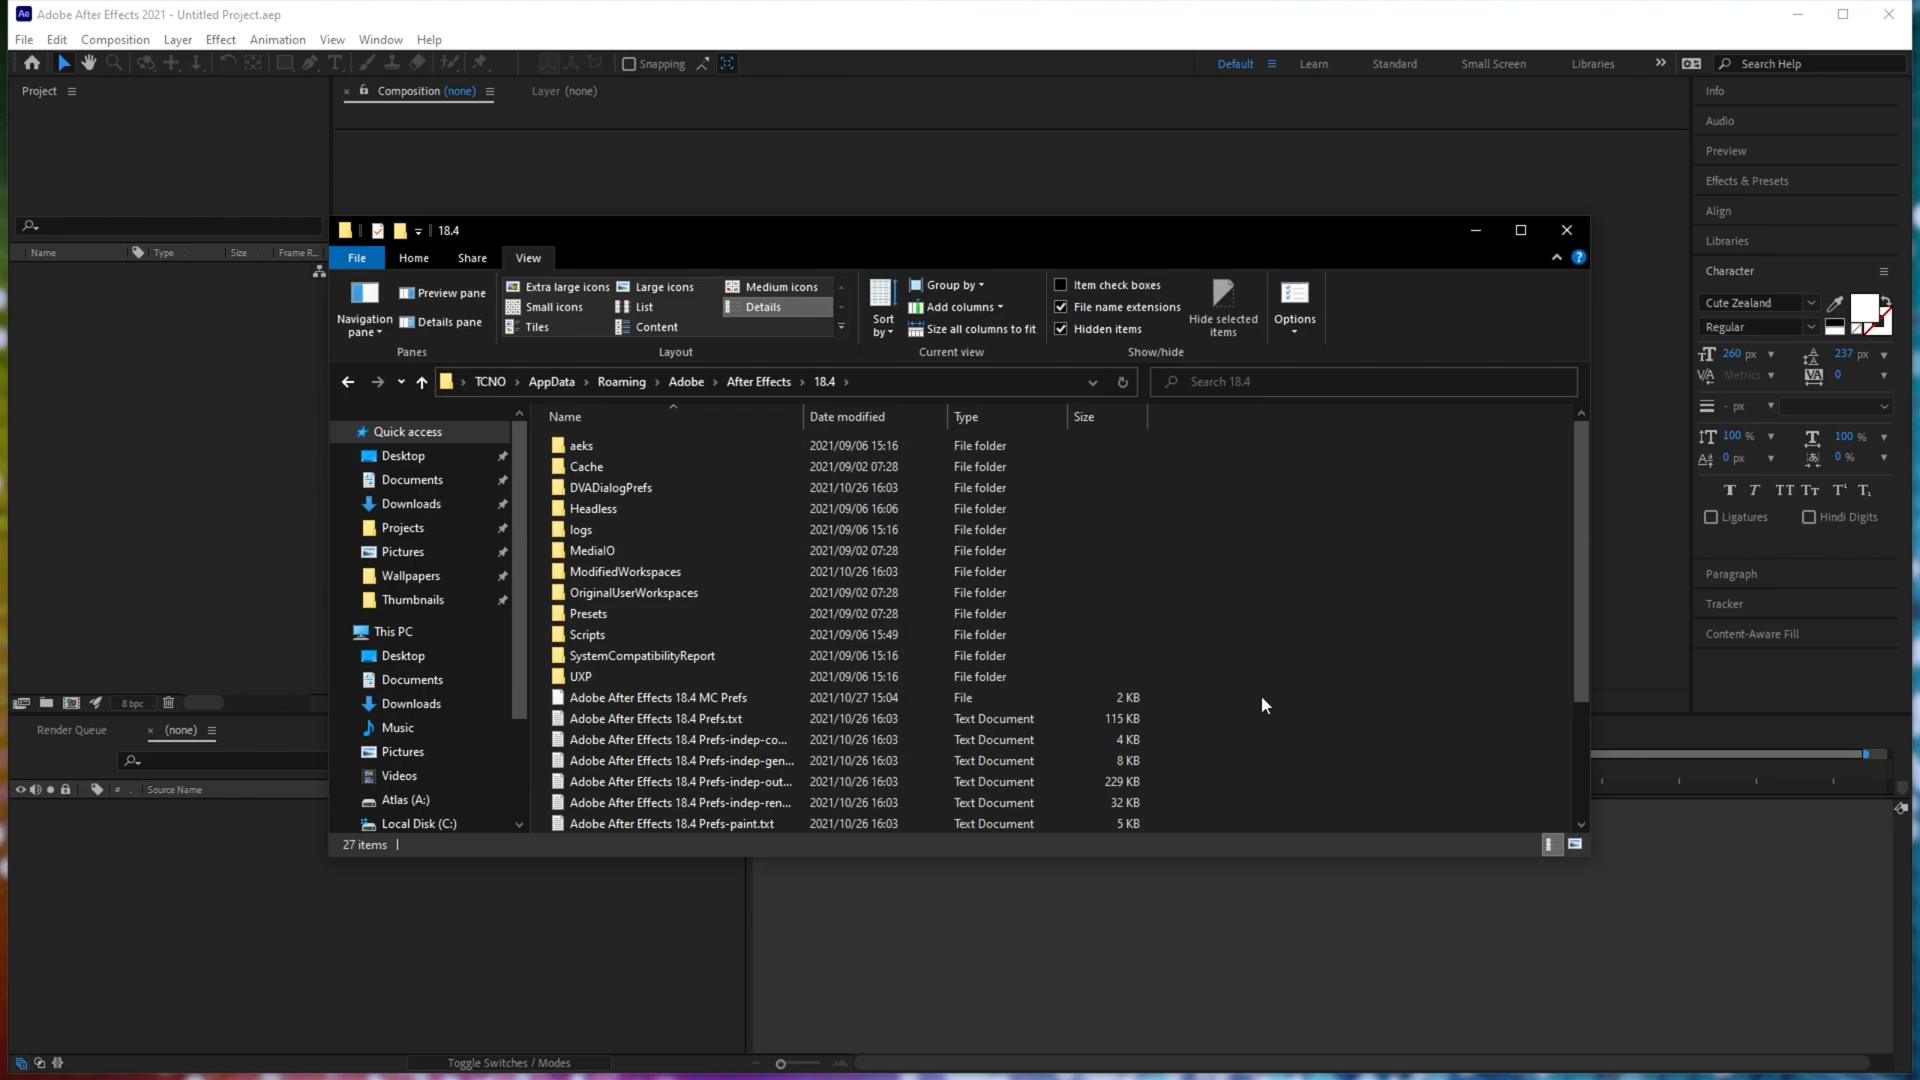 Ae Adobe After Effects 2021 - Untitled Project.aep
File Edit Composition Layer Effect Animation View Window Help
Snapping
Default Learn Standard Small Screen Libraries Search Help
Project
Composition (none) Layer (none)
Name Type Size Frame R...
8 bpc
Render Queue (none)
# Source Name
Toggle Switches / Modes
18.4
File Home Share View
Navigation pane
Preview pane
Details pane
Panes
Extra large icons Large icons Medium icons
Small icons List Details
Tiles Content
Layout
Sort by
Group by
Add columns
Size all columns to fit
Current view
Item check boxes
File name extensions
Hidden items
Hide selected items
Show/hide
Options
TCNO AppData Roaming Adobe After Effects 18.4
Search 18.4
Quick access
Desktop
Documents
Downloads
Projects
Pictures
Wallpapers
Thumbnails
This PC
Desktop
Documents
Downloads
Music
Pictures
Videos
Atlas (A:)
Local Disk (C:)
Name Date modified Type Size
aeks 2021/09/06 15:16 File folder
Cache 2021/09/02 07:28 File folder
DVADialogPrefs 2021/10/26 16:03 File folder
Headless 2021/09/06 16:06 File folder
logs 2021/09/06 15:16 File folder
MediaIO 2021/09/02 07:28 File folder
ModifiedWorkspaces 2021/10/26 16:03 File folder
OriginalUserWorkspaces 2021/09/02 07:28 File folder
Presets 2021/09/02 07:28 File folder
Scripts 2021/09/06 15:49 File folder
SystemCompatibilityReport 2021/09/06 15:16 File folder
UXP 2021/09/06 15:16 File folder
Adobe After Effects 18.4 MC Prefs 2021/10/27 15:04 File 2 KB
Adobe After Effects 18.4 Prefs.txt 2021/10/26 16:03 Text Document 115 KB
Adobe After Effects 18.4 Prefs-indep-co... 2021/10/26 16:03 Text Document 4 KB
Adobe After Effects 18.4 Prefs-indep-gen... 2021/10/26 16:03 Text Document 8 KB
Adobe After Effects 18.4 Prefs-indep-out... 2021/10/26 16:03 Text Document 229 KB
Adobe After Effects 18.4 Prefs-indep-ren... 2021/10/26 16:03 Text Document 32 KB
Adobe After Effects 18.4 Prefs-paint.txt 2021/10/26 16:03 Text Document 5 KB
27 items
Info
Audio
Preview
Effects & Presets
Align
Libraries
Character
Cute Zealand
Regular
260 px 237 px
Metrics 0
- px
100 % 100 %
0 px 0 %
T T TT Tt T¹ T₁
Ligatures Hindi Digits
Paragraph
Tracker
Content-Aware Fill